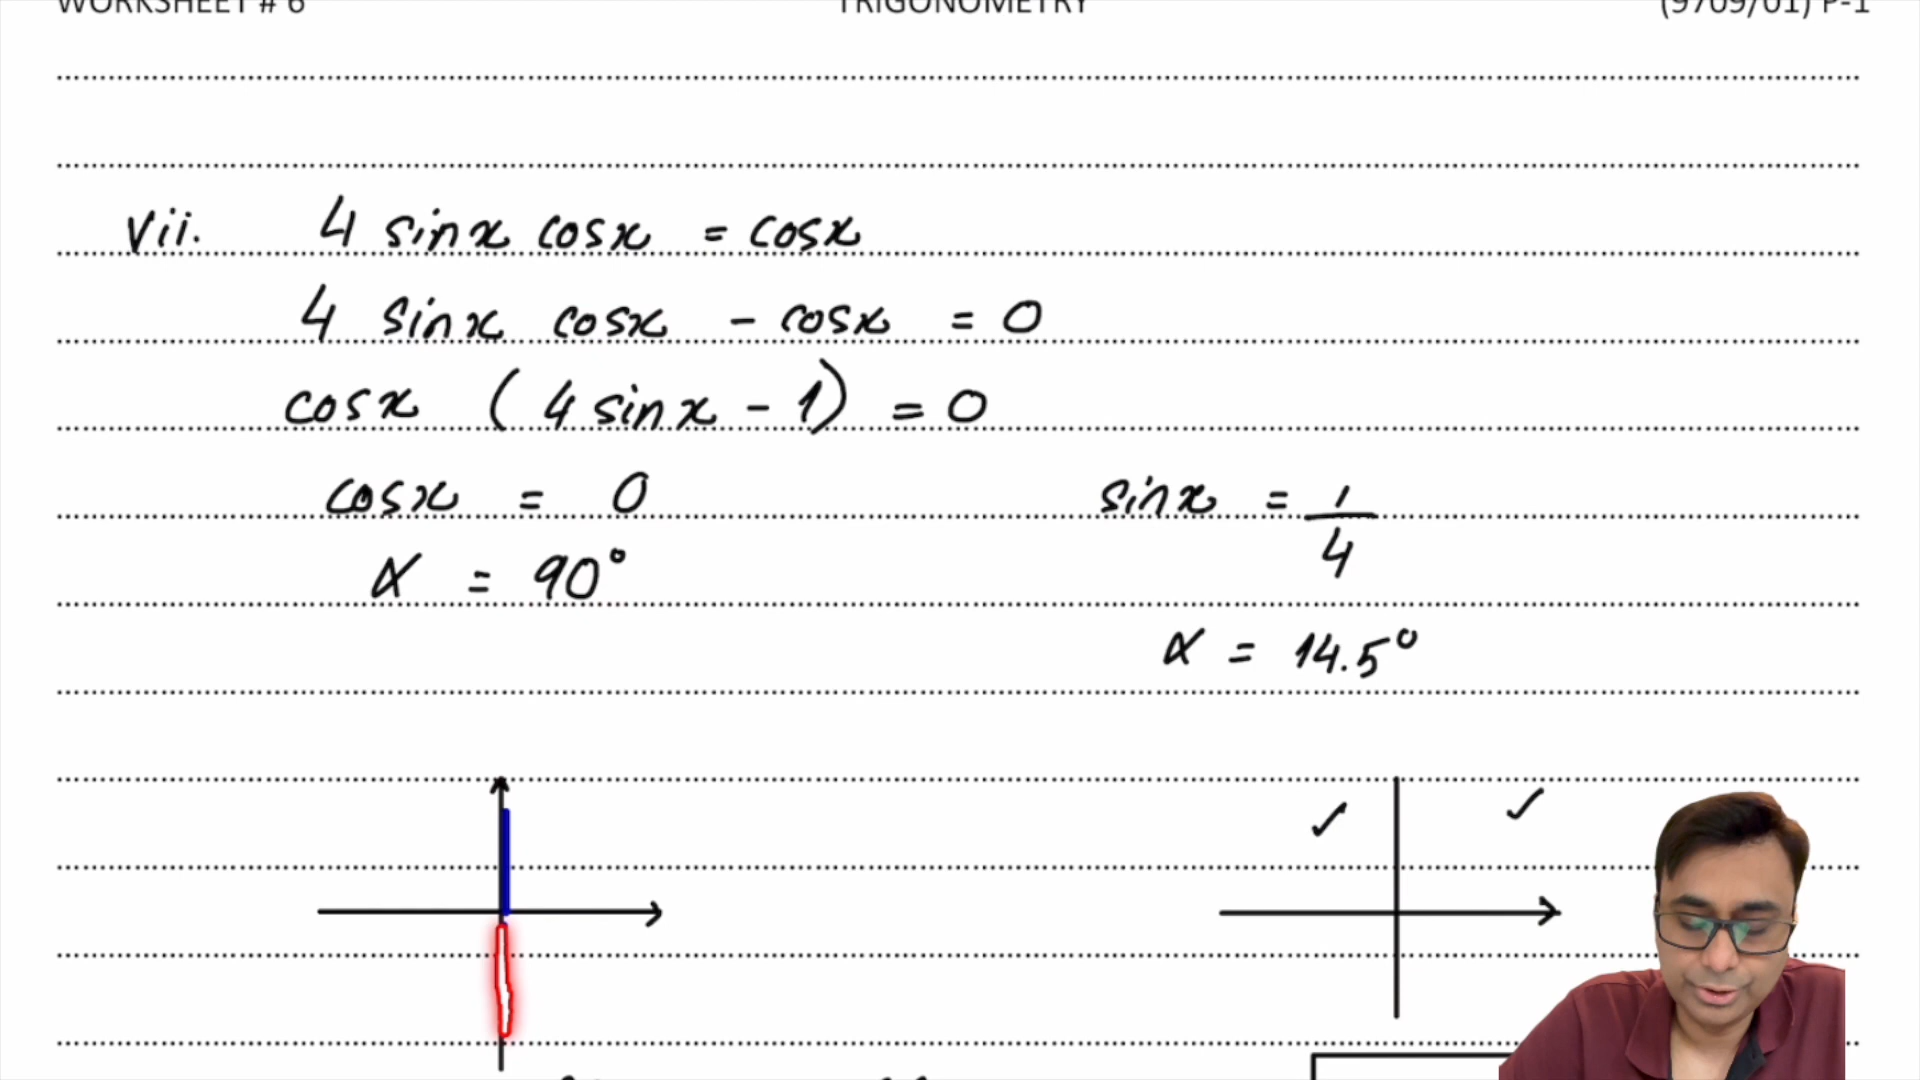 WORKSHEET # 6 TRIGONOMETRY (9709/01) P-1
vii. 4 sinx cosx = cosx
4 sinx cosx - cosx = 0
cosx (4 sinx - 1) = 0
cosx = 0 sinx = 1/4
α = 90° α = 14.5°